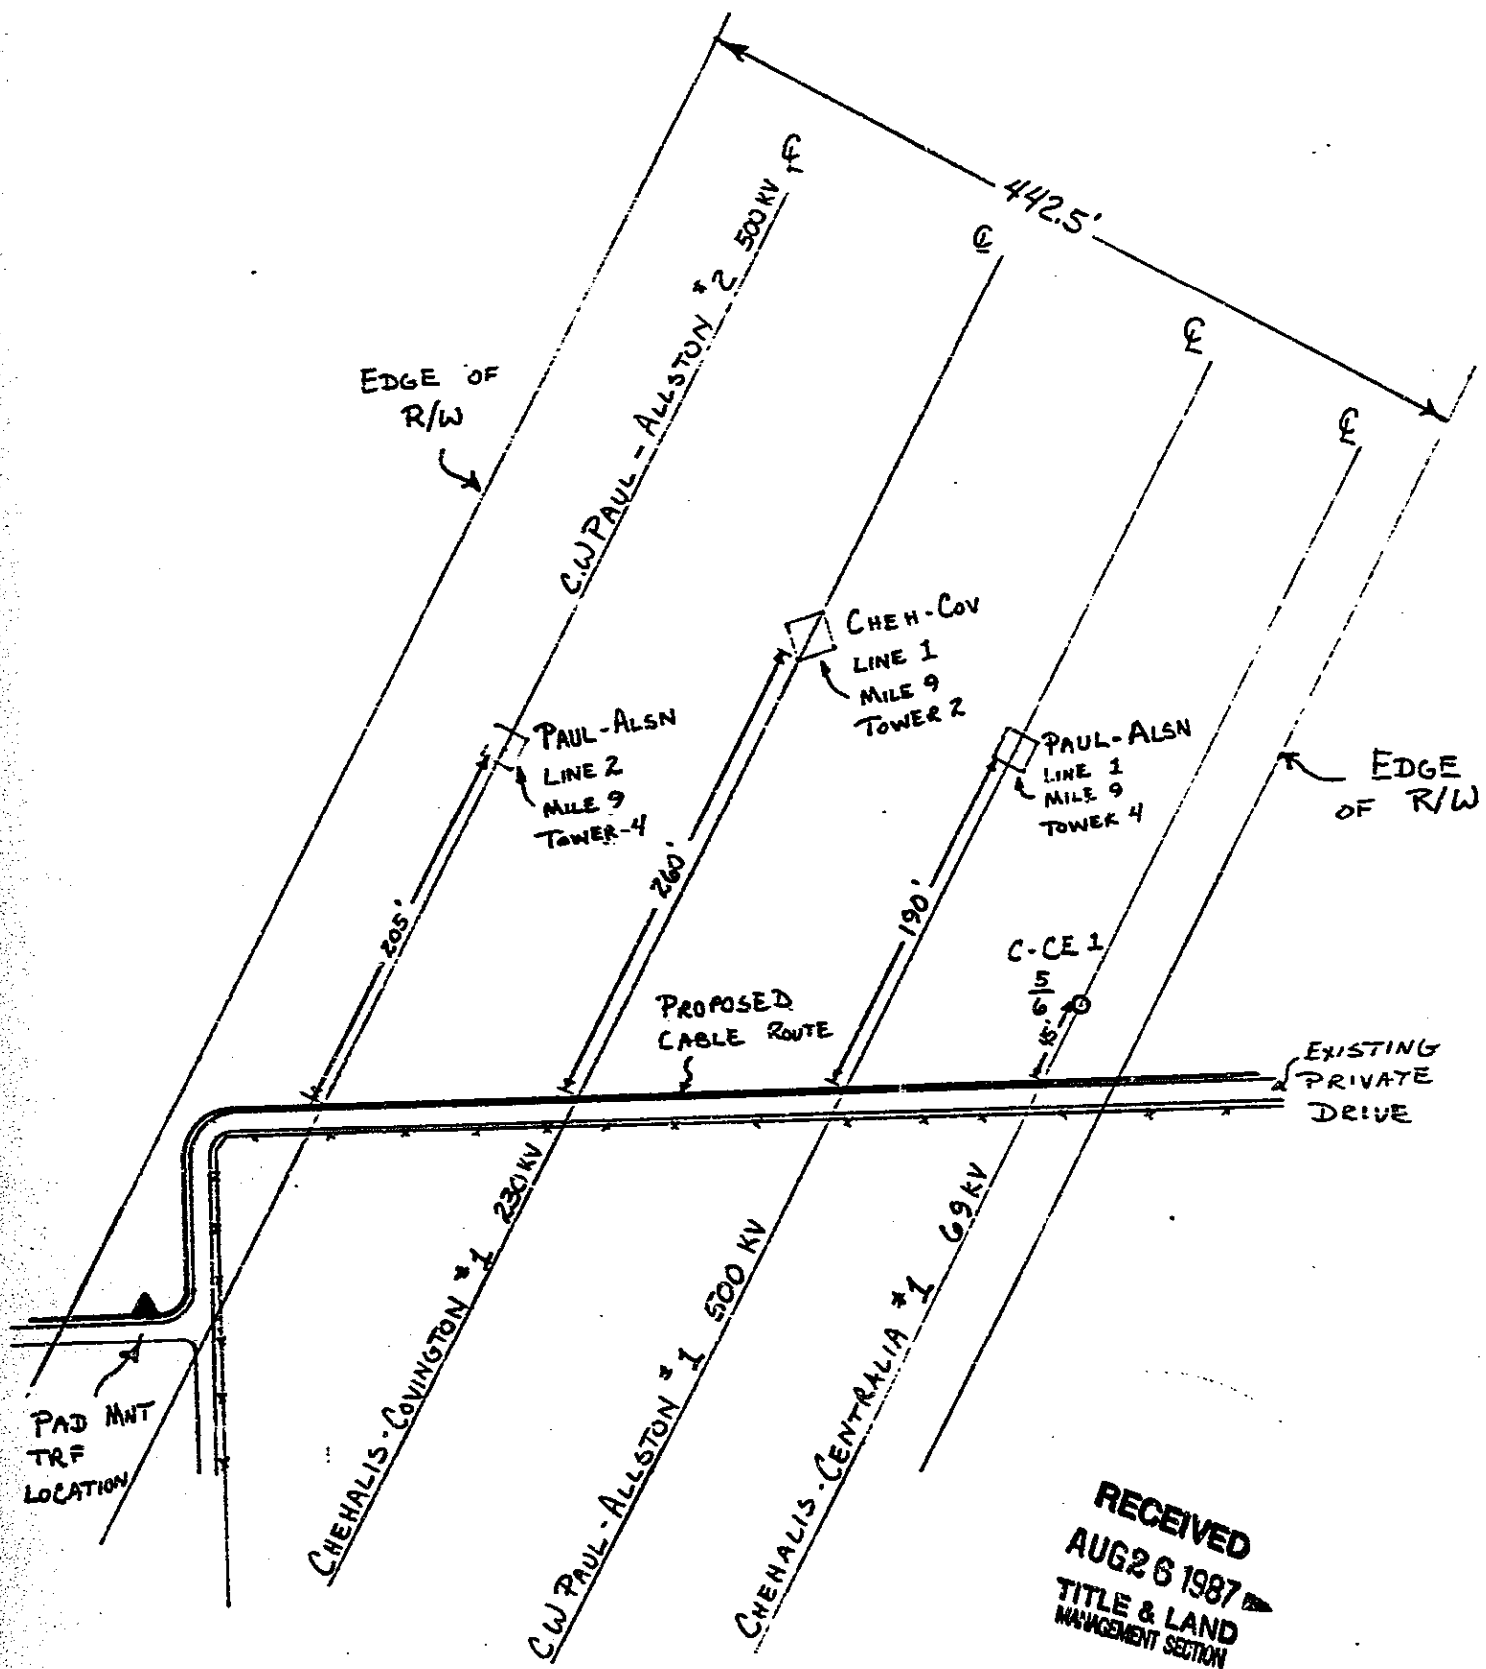 442.5'
℄
℄
℄
℄
C.W PAUL - ALLSTON #2 500 KV
EDGE OF
R/W
CHEH-COV
LINE 1
MILE 9
TOWER 2
PAUL-ALSN
LINE 2
MILE 9
TOWER-4
PAUL-ALSN
LINE 1
MILE 9
TOWER 4
EDGE
OF R/W
205'
260'
190'
C-CE 1
5
6
PROPOSED
CABLE ROUTE
EXISTING
PRIVATE
DRIVE
CHEHALIS-COVINGTON #1 230 KV
C W PAUL-ALLSTON #1 500 KV
CHEHALIS-CENTRALIA #1 69 KV
PAD MNT
TRF
LOCATION
RECEIVED
AUG 26 1987
TITLE & LAND
MANAGEMENT SECTION